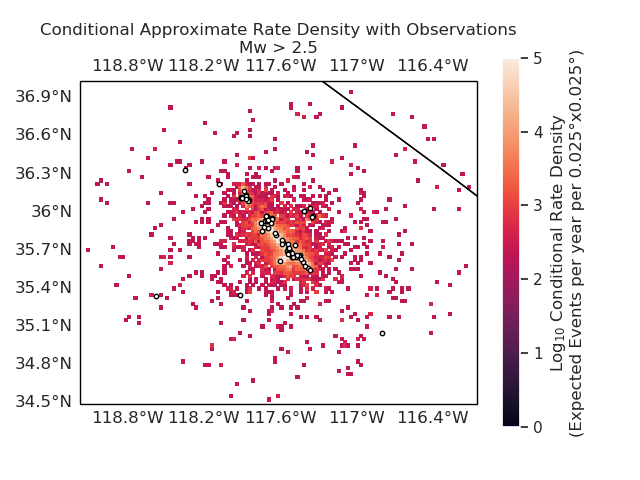 Conditional Approximate Rate Density with Observations
Mw > 2.5
118.8°W 118.2°W 117.6°W 117°W 116.4°W
36.9°N
36.6°N
36.3°N
36°N
35.7°N
35.4°N
35.1°N
34.8°N
34.5°N
118.8°W 118.2°W 117.6°W 117°W 116.4°W
5
4
3
2
1
0
Log₁₀ Conditional Rate Density
(Expected Events per year per 0.025°x0.025°)